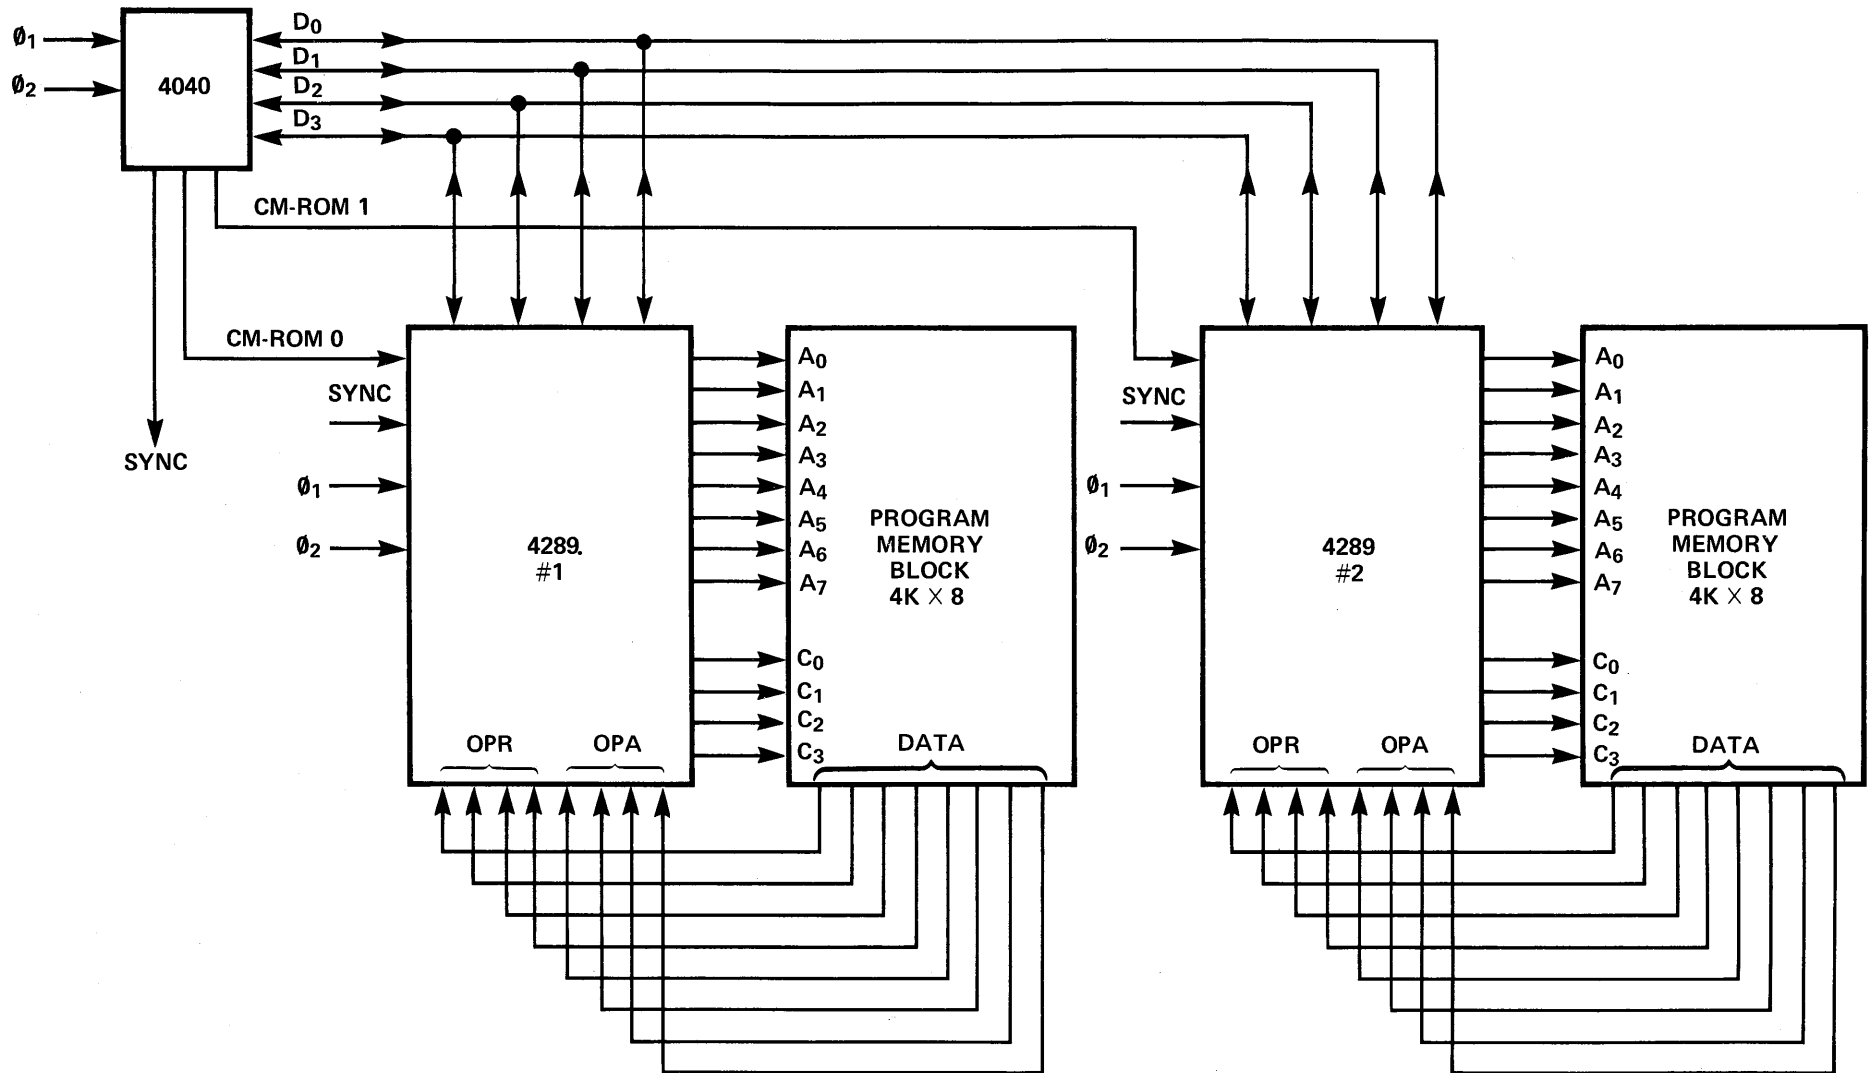 Ø1
Ø2
4040
D0
D1
D2
D3
CM-ROM 1
CM-ROM 0
SYNC
SYNC
Ø1
Ø2
4289.
#1
OPR
OPA
A0
A1
A2
A3
A4
A5
A6
A7
C0
C1
C2
C3
PROGRAM
MEMORY
BLOCK
4K X 8
DATA
SYNC
Ø1
Ø2
4289
#2
OPR
OPA
A0
A1
A2
A3
A4
A5
A6
A7
C0
C1
C2
C3
PROGRAM
MEMORY
BLOCK
4K X 8
DATA